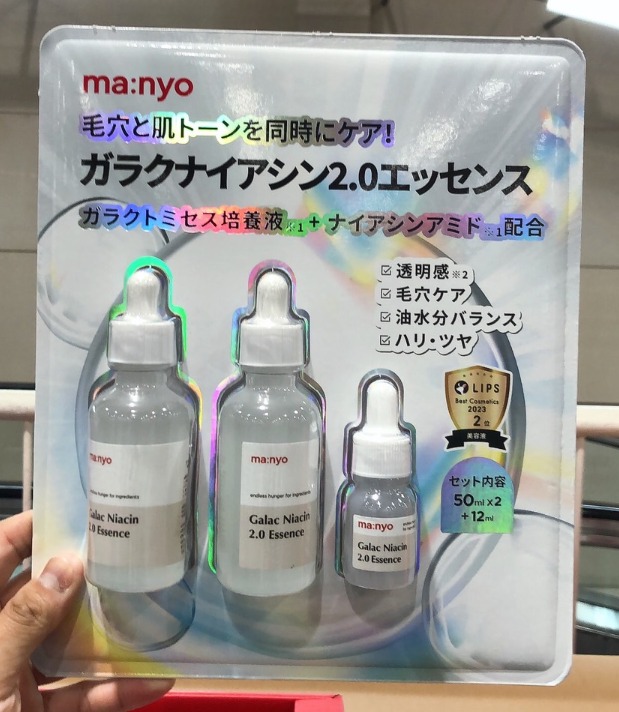 ma:nyo
毛穴と肌トーンを同時にケア!
ガラクナイアシン2.0エッセンス
ガラクトミセス培養液※1+ナイアシンアミド※1配合
透明感※2
毛穴ケア
油水分バランス
ハリ・ツヤ
LIPS
Best Cosmetics
2023
2位
美容液
セット内容
50ml×2
+12ml
ma:nyo
endless hunger for ingredients
Galac Niacin
2.0 Essence
ma:nyo
endless hunger for ingredients
Galac Niacin
2.0 Essence
ma:nyo
Galac Niacin
2.0 Essence